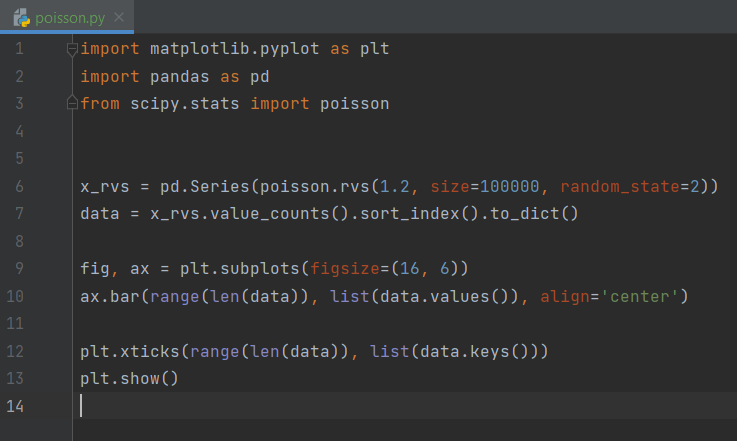 poisson.py
1 import matplotlib.pyplot as plt
2 import pandas as pd
3 from scipy.stats import poisson
4
5
6 x_rvs = pd.Series(poisson.rvs(1.2, size=100000, random_state=2))
7 data = x_rvs.value_counts().sort_index().to_dict()
8
9 fig, ax = plt.subplots(figsize=(16, 6))
10 ax.bar(range(len(data)), list(data.values()), align='center')
11
12 plt.xticks(range(len(data)), list(data.keys()))
13 plt.show()
14